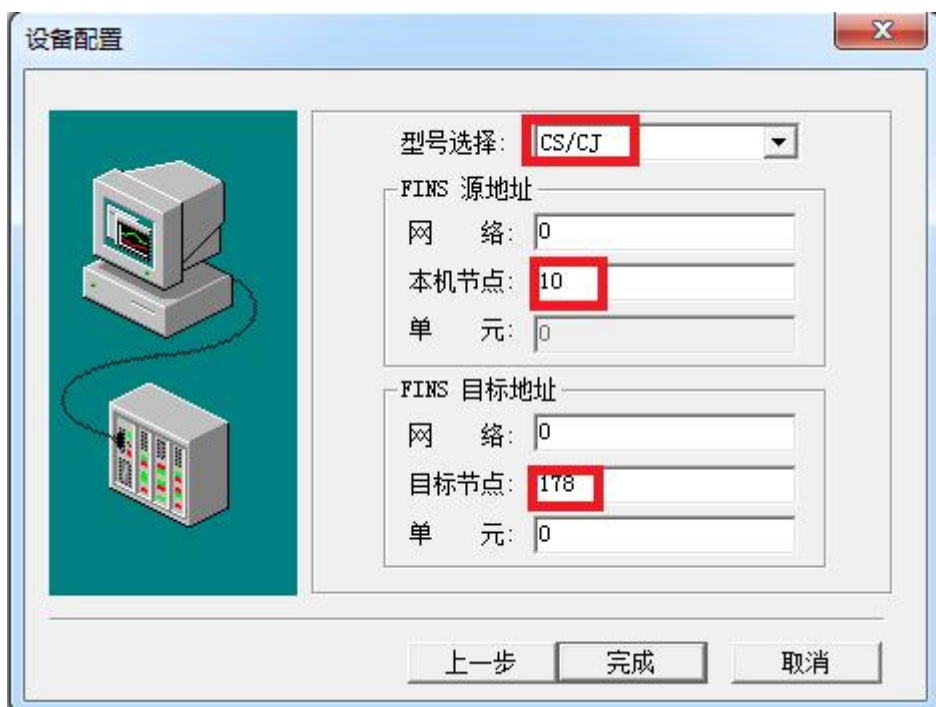 设备配置
型号选择: CS/CJ
FINS 源地址
网 络: 0
本机节点: 10
单 元: 0
FINS 目标地址
网 络: 0
目标节点: 178
单 元: 0
上一步 完成 取消